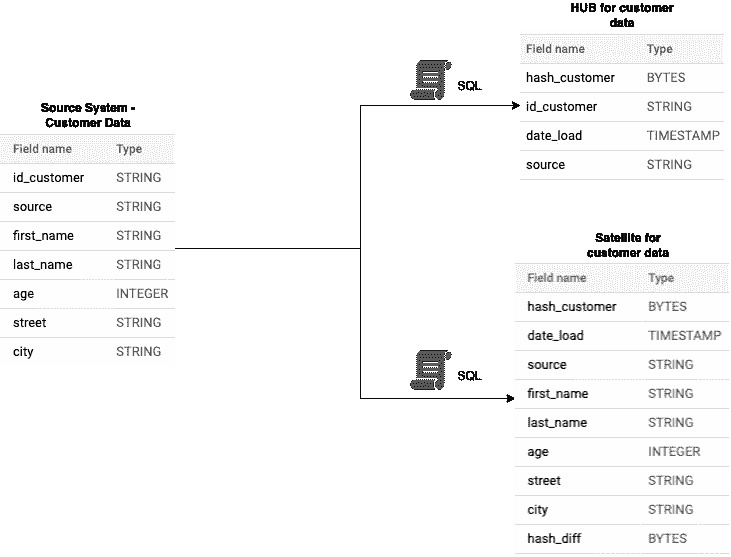 HUB for customer
data
Field name Type
hash_customer BYTES
id_customer STRING
date_load TIMESTAMP
source STRING
SQL
Source System -
Customer Data
Field name Type
id_customer STRING
source STRING
first_name STRING
last_name STRING
age INTEGER
street STRING
city STRING
SQL
Satellite for
customer data
Field name Type
hash_customer BYTES
date_load TIMESTAMP
source STRING
first_name STRING
last_name STRING
age INTEGER
street STRING
city STRING
hash_diff BYTES